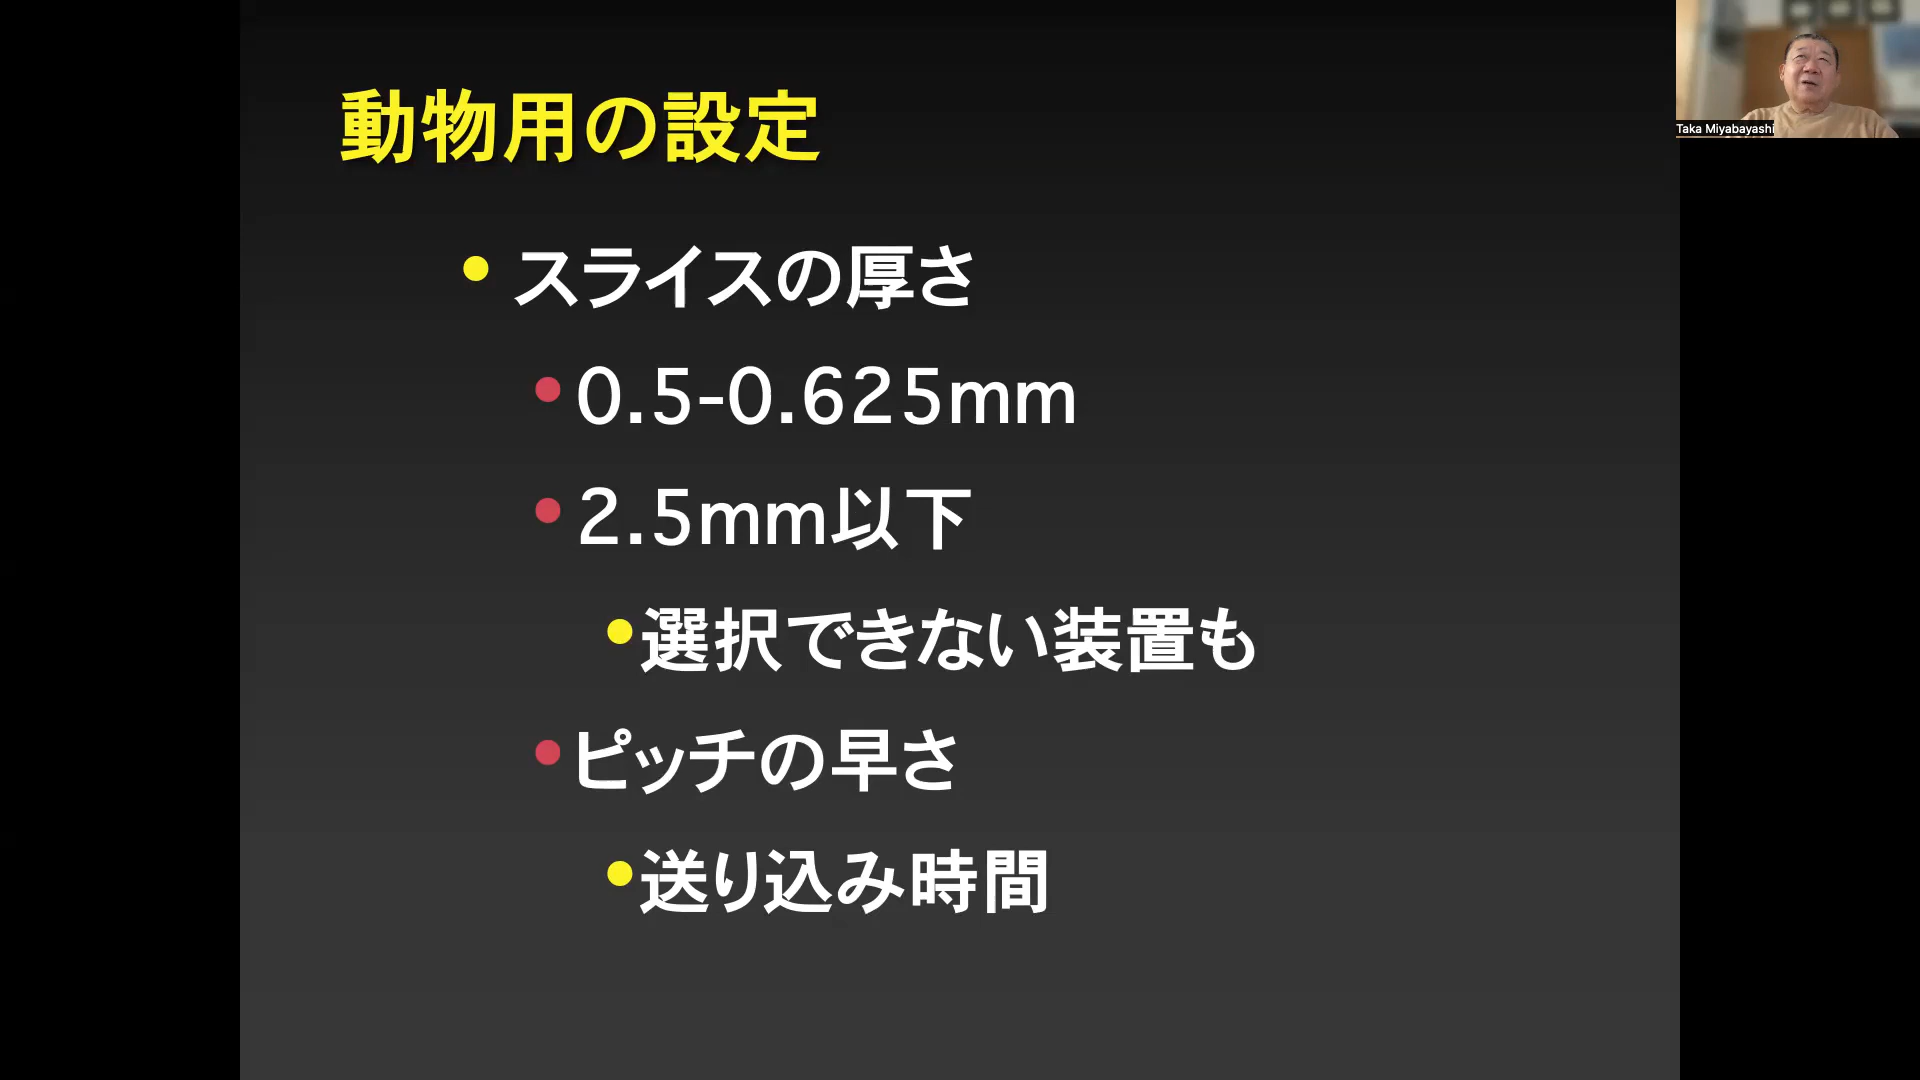 動物用の設定
Taka Miyabayashi
• スライスの厚さ
• 0.5-0.625mm
• 2.5mm以下
• 選択できない装置も
• ピッチの早さ
• 送り込み時間